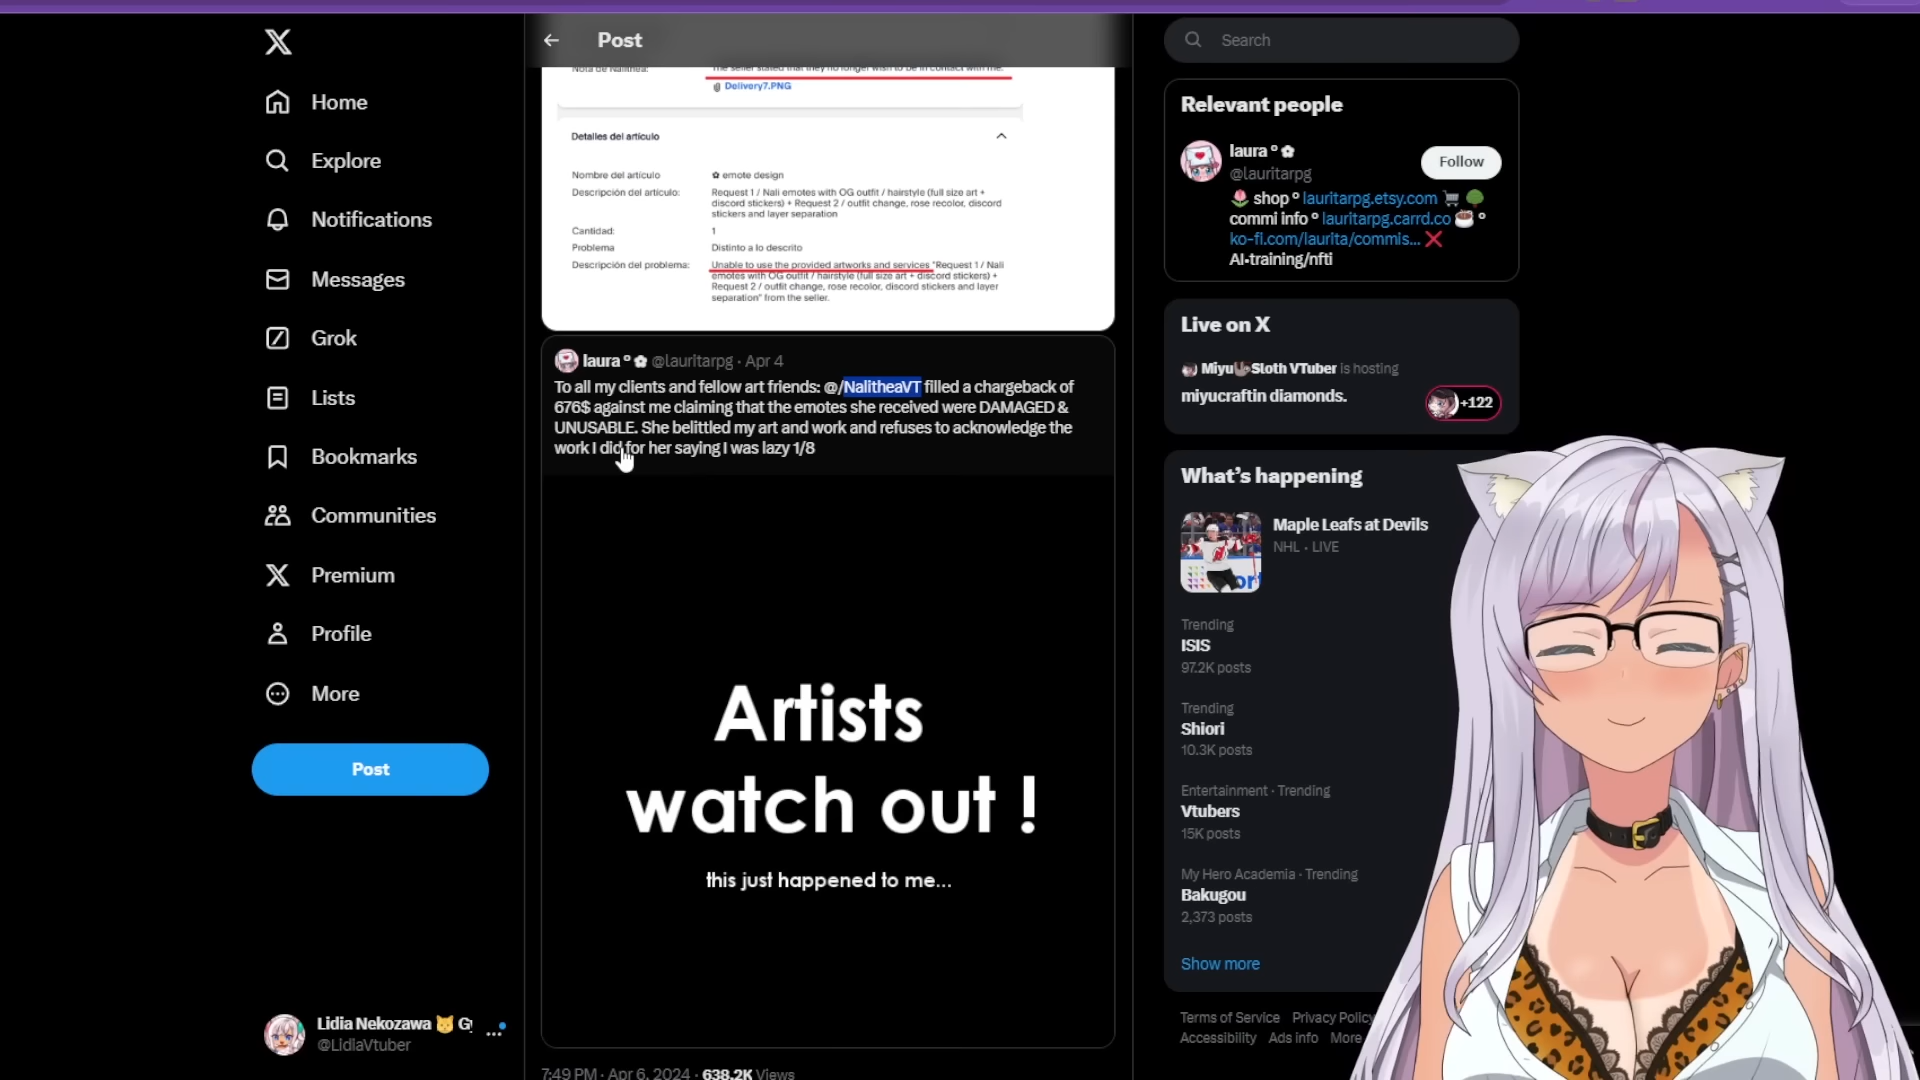 Home
Explore
Notifications
Messages
Grok
Lists
Bookmarks
Communities
Premium
Profile
More
Post
Lidia Nekozawa
@LidiaVtuber
Post
Nota de Nalithea: The seller stated that they no longer wish to be in contact with me.
Delivery7.PNG
Detalles del artículo
Nombre del artículo ✿ emote design
Descripción del artículo: Request 1 / Nali emotes with OG outfit / hairstyle (full size art +
discord stickers) + Request 2 / outfit change, rose recolor, discord
stickers and layer separation
Cantidad: 1
Problema Distinto a lo descrito
Descripción del problema: Unable to use the provided artworks and services "Request 1 / Nali
emotes with OG outfit / hairstyle (full size art + discord stickers) +
Request 2 / outfit change, rose recolor, discord stickers and layer
separation" from the seller.
laura ° ✿ @lauritarpg · Apr 4
To all my clients and fellow art friends: @/NalitheaVT filled a chargeback of
676$ against me claiming that the emotes she received were DAMAGED &
UNUSABLE. She belittled my art and work and refuses to acknowledge the
work I did for her saying I was lazy 1/8
Artists
watch out !
this just happened to me...
7:49 PM · Apr 6, 2024 · 638.2K Views
Search
Relevant people
laura ° ✿
@lauritarpg
Follow
🌷 shop ° lauritarpg.etsy.com 🛒 🌳
commi info ° lauritarpg.carrd.co ☕ °
ko-fi.com/laurita/commis... ❌
AI-training/nfti
Live on X
Miyu🦥Sloth VTuber is hosting
miyucraftin diamonds.
+122
What's happening
Maple Leafs at Devils
NHL · LIVE
Trending
ISIS
97.2K posts
Trending
Shiori
10.3K posts
Entertainment · Trending
Vtubers
15K posts
My Hero Academia · Trending
Bakugou
2,373 posts
Show more
Terms of Service Privacy Policy
Accessibility Ads info More